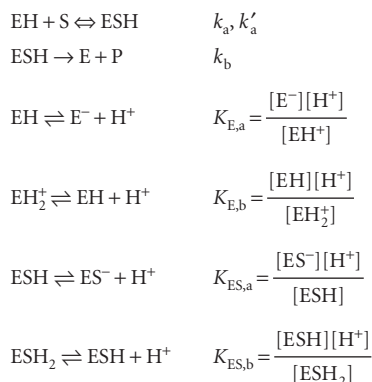 EH + S ⇔ ESH k_a, k′_a
ESH → E + P k_b
EH ⇌ E⁻ + H⁺ K_E,a = [E⁻][H⁺] / [EH⁺]
EH₂⁺ ⇌ EH + H⁺ K_E,b = [EH][H⁺] / [EH₂⁺]
ESH ⇌ ES⁻ + H⁺ K_ES,a = [ES⁻][H⁺] / [ESH]
ESH₂ ⇌ ESH + H⁺ K_ES,b = [ESH][H⁺] / [ESH₂]